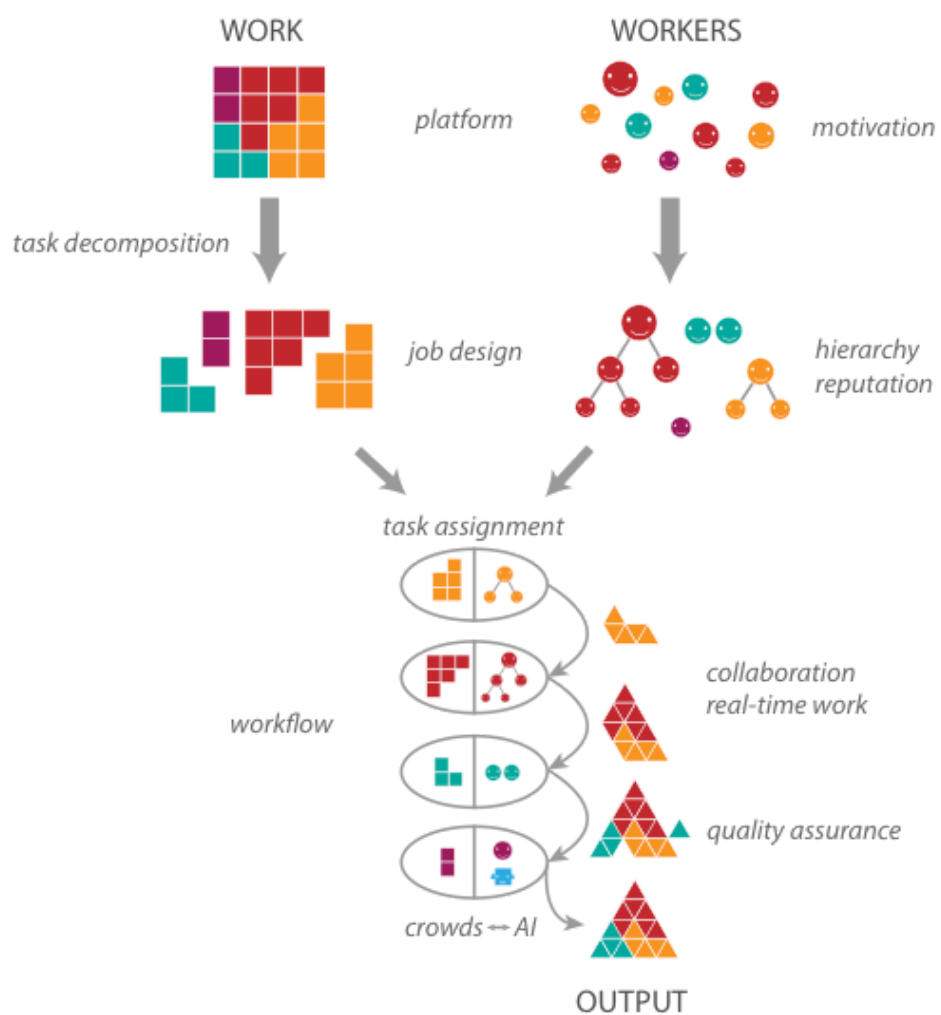 WORK
WORKERS
platform
motivation
task decomposition
job design
hierarchy
reputation
task assignment
collaboration
real-time work
workflow
quality assurance
crowds ↔ AI
OUTPUT